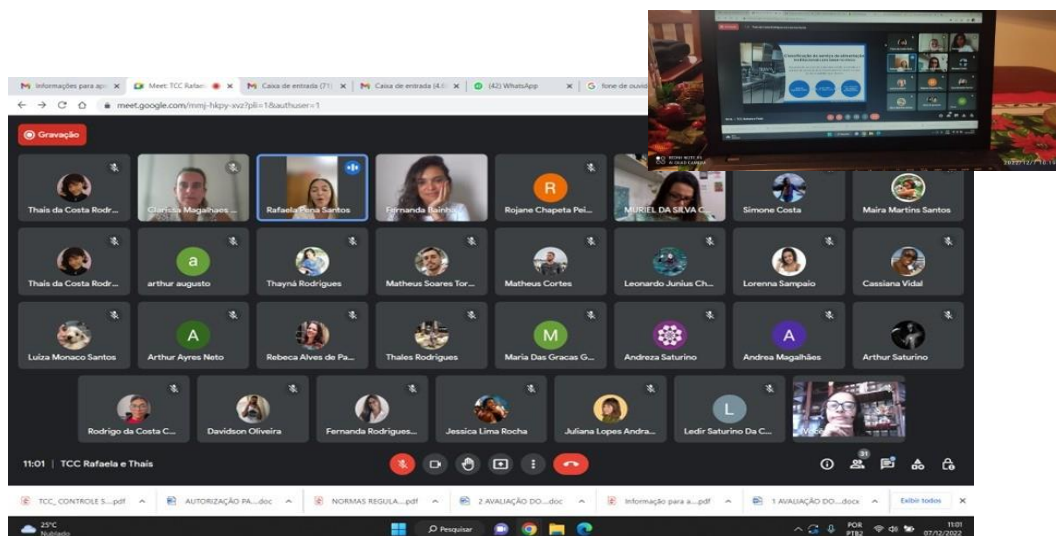 Informações para ap
Meet: TCC Rafae
Caixa de entrada (71)
Caixa de entrada (4.6
(42) WhatsApp
fone de ouvid
meet.google.com/mmj-hkpy-xvz?pli=1&authuser=1
Gravação
Thais da Costa Rodr...
Clarissa Magalhaes
Rafaela Pena Santos
Fernanda Bainha
Rojane Chapeta Pei...
MURIEL DA SILVA C
Simone Costa
Maira Martins Santos
Thais da Costa Rodr...
arthur augusto
Thayná Rodrigues
Matheus Soares Tor...
Matheus Cortes
Leonardo Junius Ch...
Lorenna Sampaio
Cassiana Vidal
Luiza Monaco Santos
Arthur Ayres Neto
Rebeca Alves de Pa...
Thales Rodrigues
Maria Das Gracas G...
Andreza Saturino
Andrea Magalhães
Arthur Saturino
Rodrigo da Costa C...
Davidson Oliveira
Fernanda Rodrigues...
Jessica Lima Rocha
Juliana Lopes Andra...
Ledir Saturino Da C...
Você
11:01 | TCC Rafaela e Thais
31
TCC_CONTROLE S....pdf
AUTORIZAÇÃO PA....doc
NORMAS REGULA....pdf
2 AVALIAÇÃO DO....doc
Informação para a....pdf
1 AVALIAÇÃO DO....docx
Exibir todos
25°C
Nublado
Pesquisar
POR
PTB2
11:01
07/12/2022